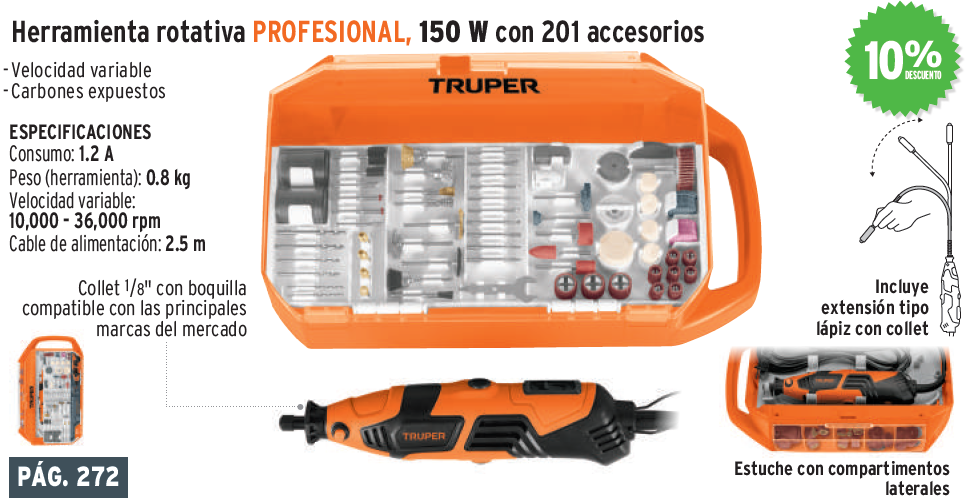 Herramienta rotativa PROFESIONAL, 150 W con 201 accesorios
- Velocidad variable
- Carbones expuestos
ESPECIFICACIONES
Consumo: 1.2 A
Peso (herramienta): 0.8 kg
Velocidad variable:
10,000 - 36,000 rpm
Cable de alimentación: 2.5 m
Collet 1/8" con boquilla
compatible con las principales
marcas del mercado
TRUPER
10%
DESCUENTO
Incluye
extensión tipo
lápiz con collet
TRUPER
TRUPER
TRUPER
Estuche con compartimentos
laterales
PÁG. 272